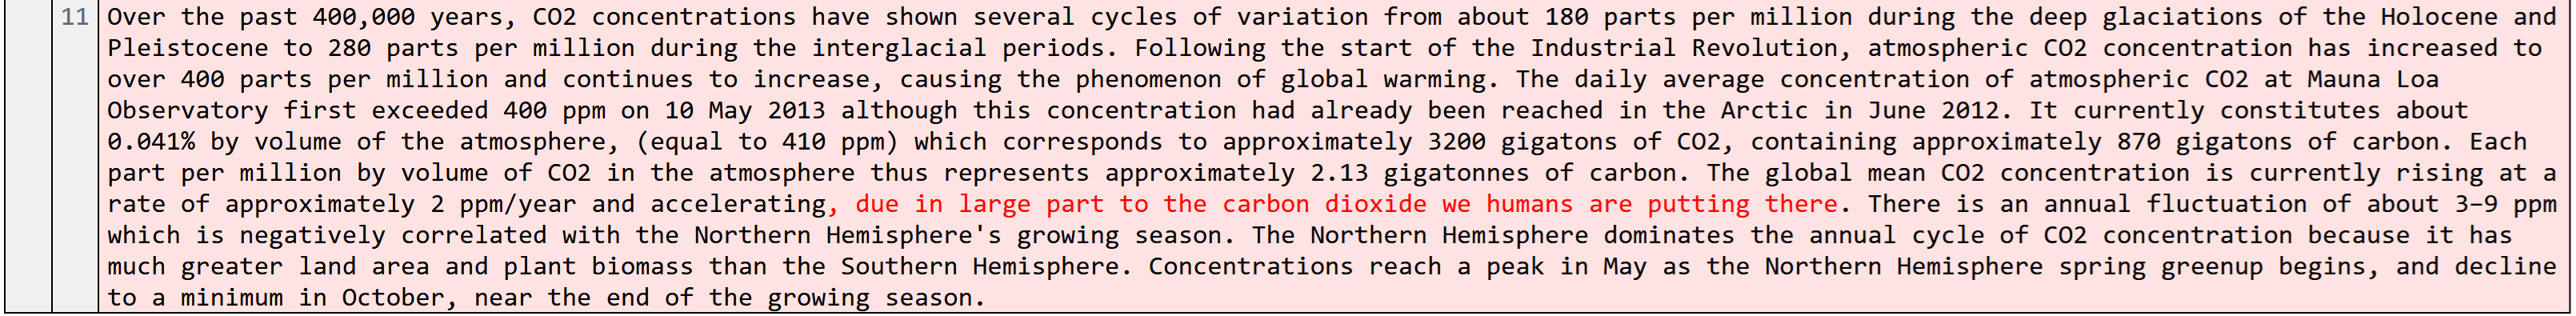 11 Over the past 400,000 years, CO2 concentrations have shown several cycles of variation from about 180 parts per million during the deep glaciations of the Holocene and
Pleistocene to 280 parts per million during the interglacial periods. Following the start of the Industrial Revolution, atmospheric CO2 concentration has increased to
over 400 parts per million and continues to increase, causing the phenomenon of global warming. The daily average concentration of atmospheric CO2 at Mauna Loa
Observatory first exceeded 400 ppm on 10 May 2013 although this concentration had already been reached in the Arctic in June 2012. It currently constitutes about
0.041% by volume of the atmosphere, (equal to 410 ppm) which corresponds to approximately 3200 gigatons of CO2, containing approximately 870 gigatons of carbon. Each
part per million by volume of CO2 in the atmosphere thus represents approximately 2.13 gigatonnes of carbon. The global mean CO2 concentration is currently rising at a
rate of approximately 2 ppm/year and accelerating, due in large part to the carbon dioxide we humans are putting there. There is an annual fluctuation of about 3–9 ppm
which is negatively correlated with the Northern Hemisphere's growing season. The Northern Hemisphere dominates the annual cycle of CO2 concentration because it has
much greater land area and plant biomass than the Southern Hemisphere. Concentrations reach a peak in May as the Northern Hemisphere spring greenup begins, and decline
to a minimum in October, near the end of the growing season.